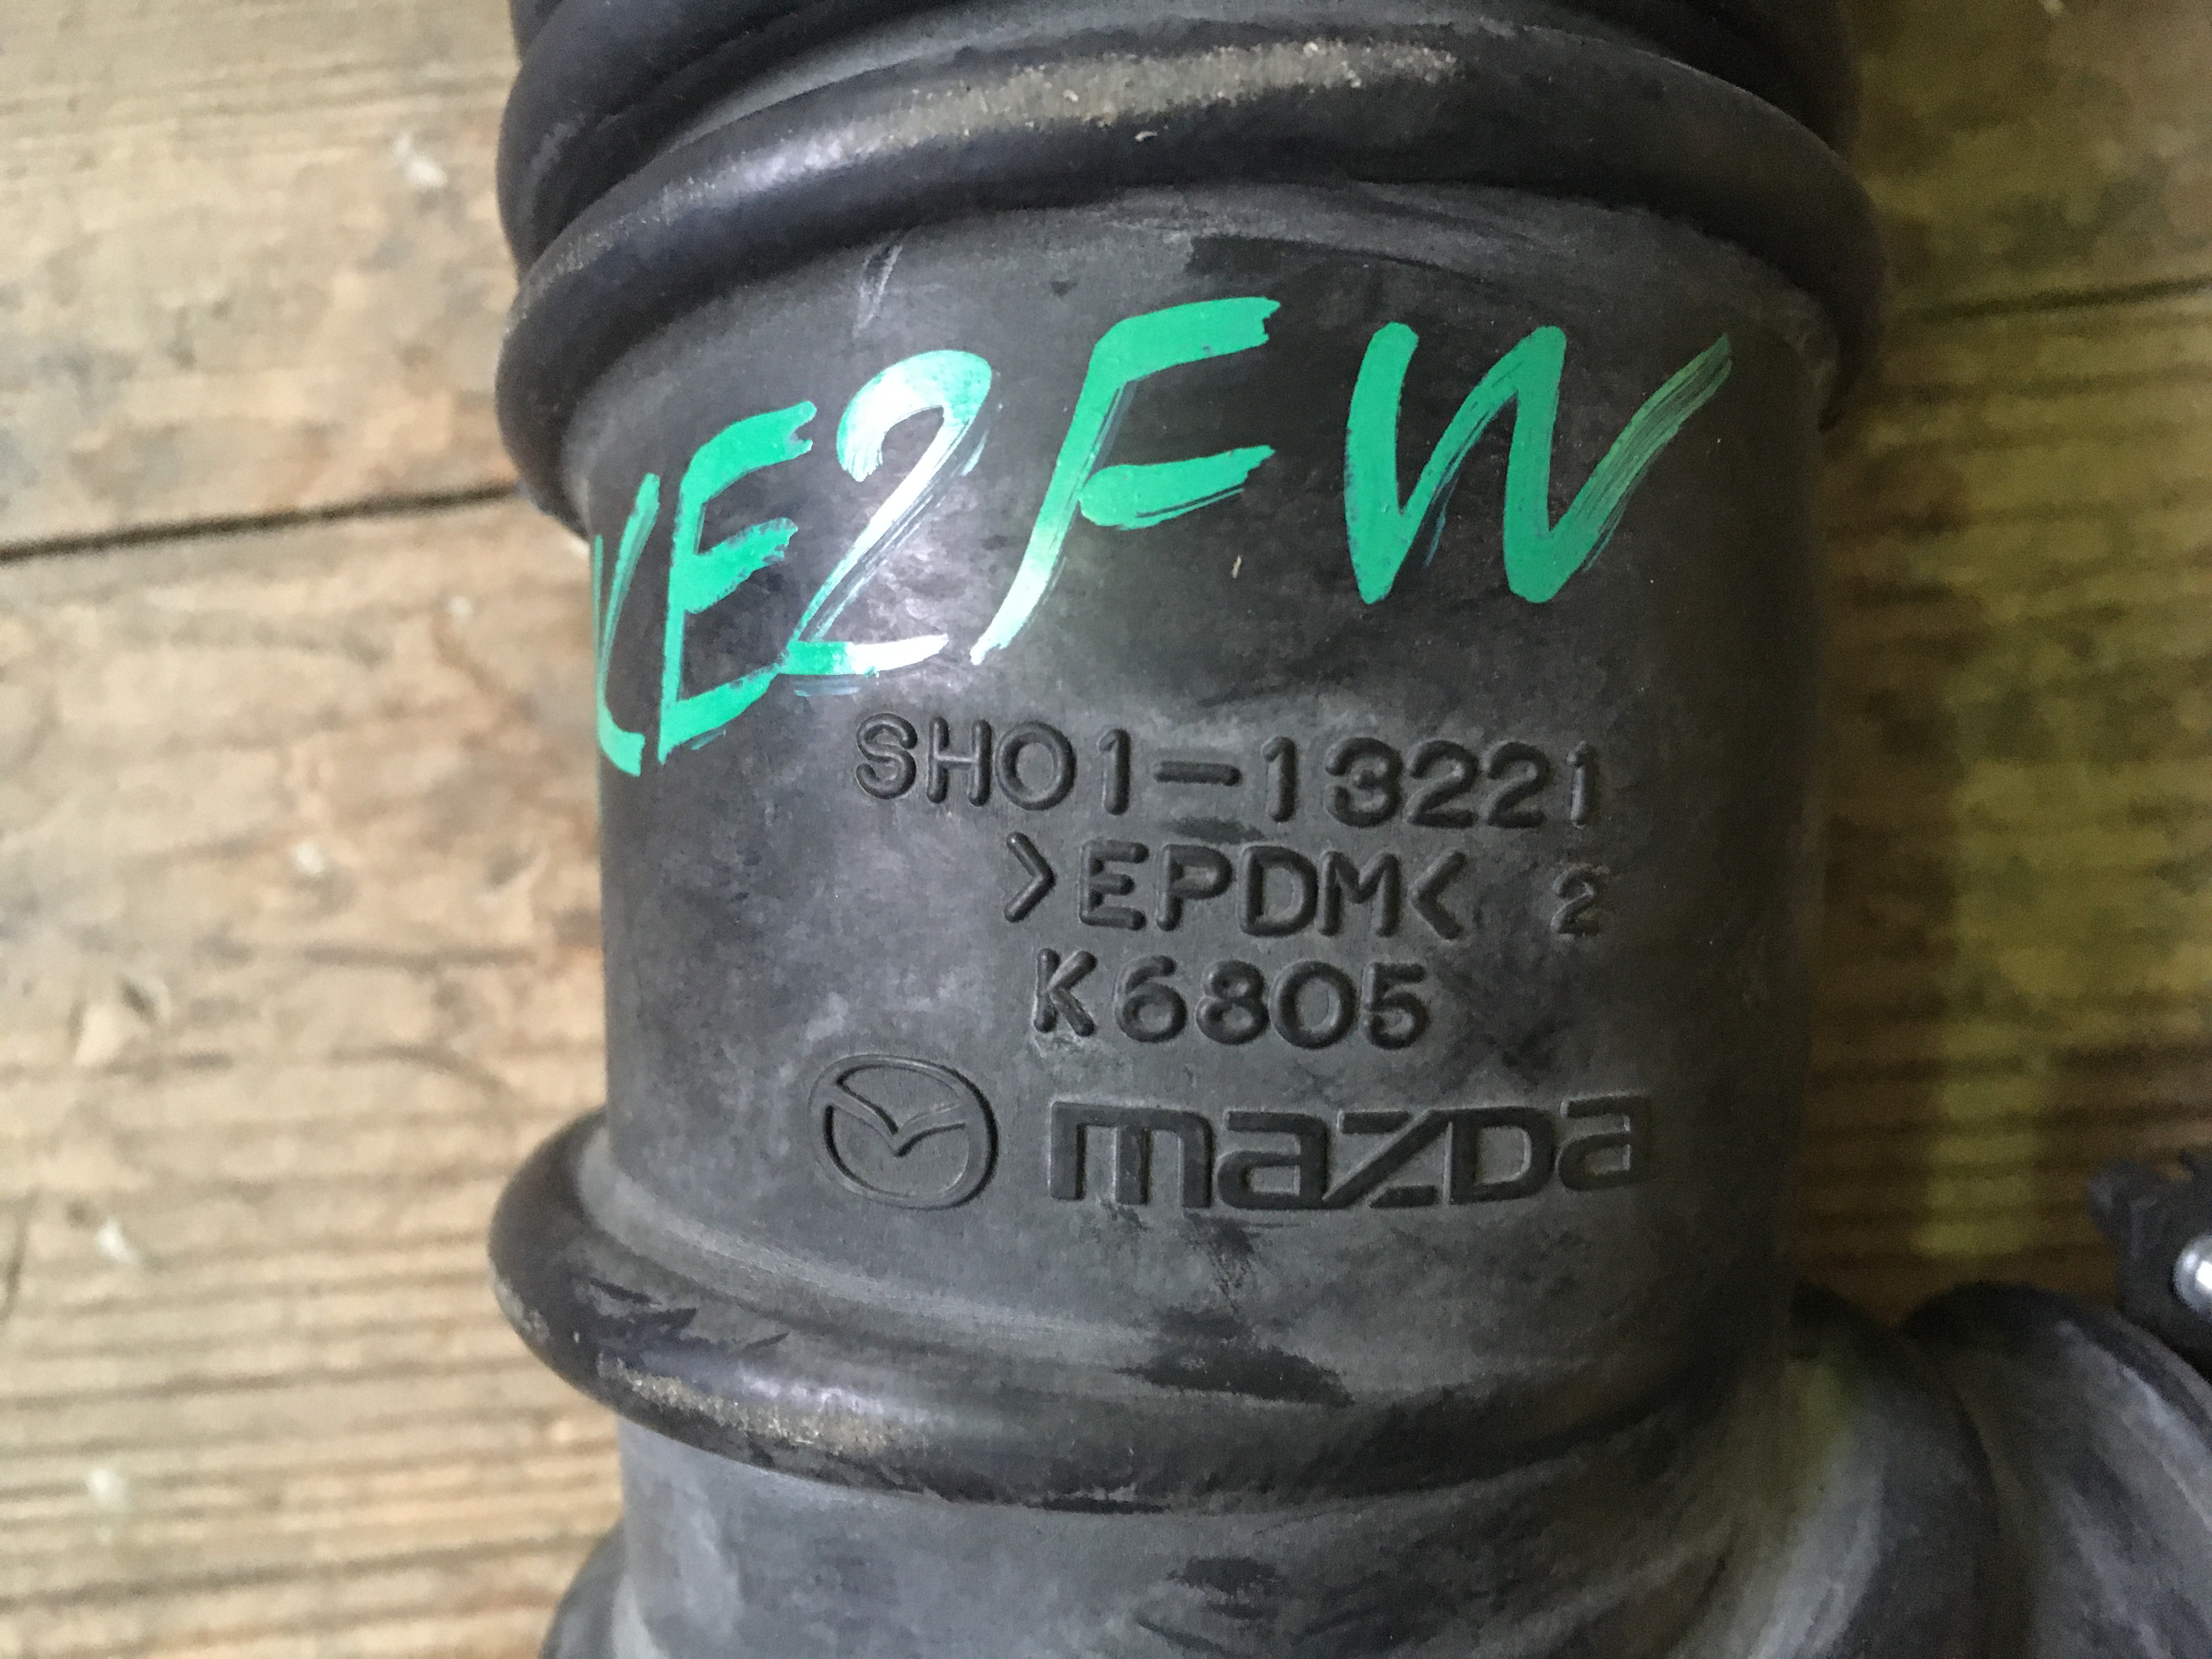 KE2FW
SH01-13221
>EPDM< 2
K6805
mazda